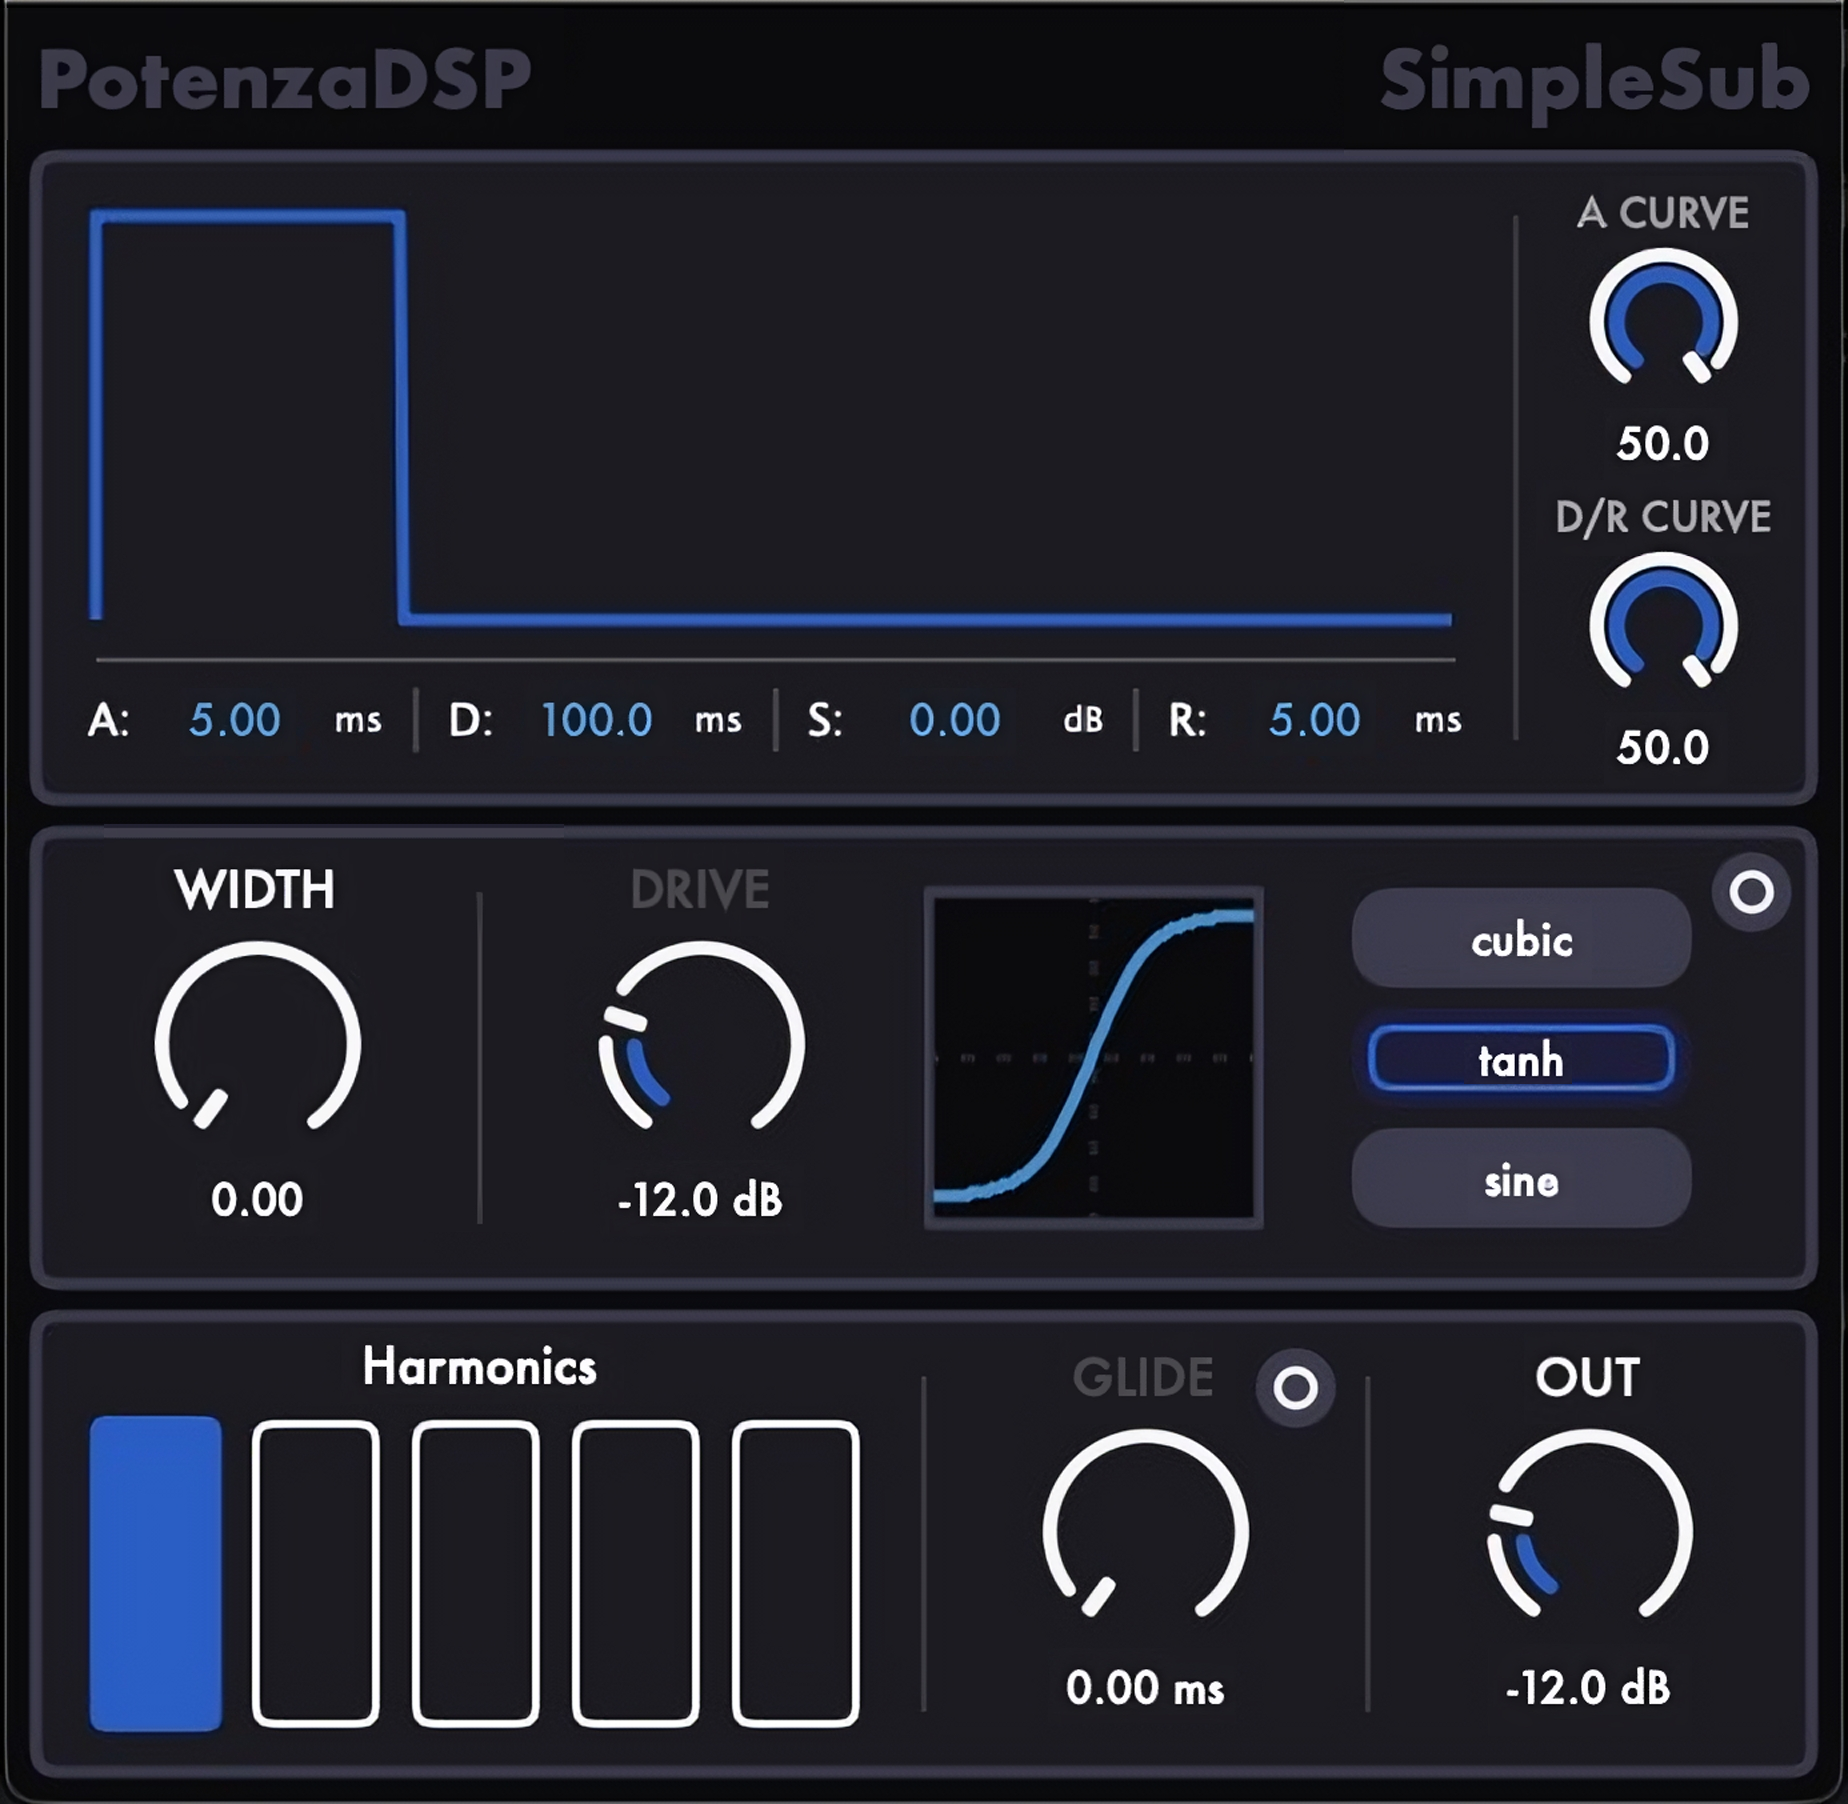 PotenzaDSP SimpleSub
A CURVE
50.0
D/R CURVE
50.0
A: 5.00 ms D: 100.0 ms S: 0.00 dB R: 5.00 ms
WIDTH
0.00
DRIVE
-12.0 dB
cubic
tanh
sine
Harmonics
GLIDE
0.00 ms
OUT
-12.0 dB